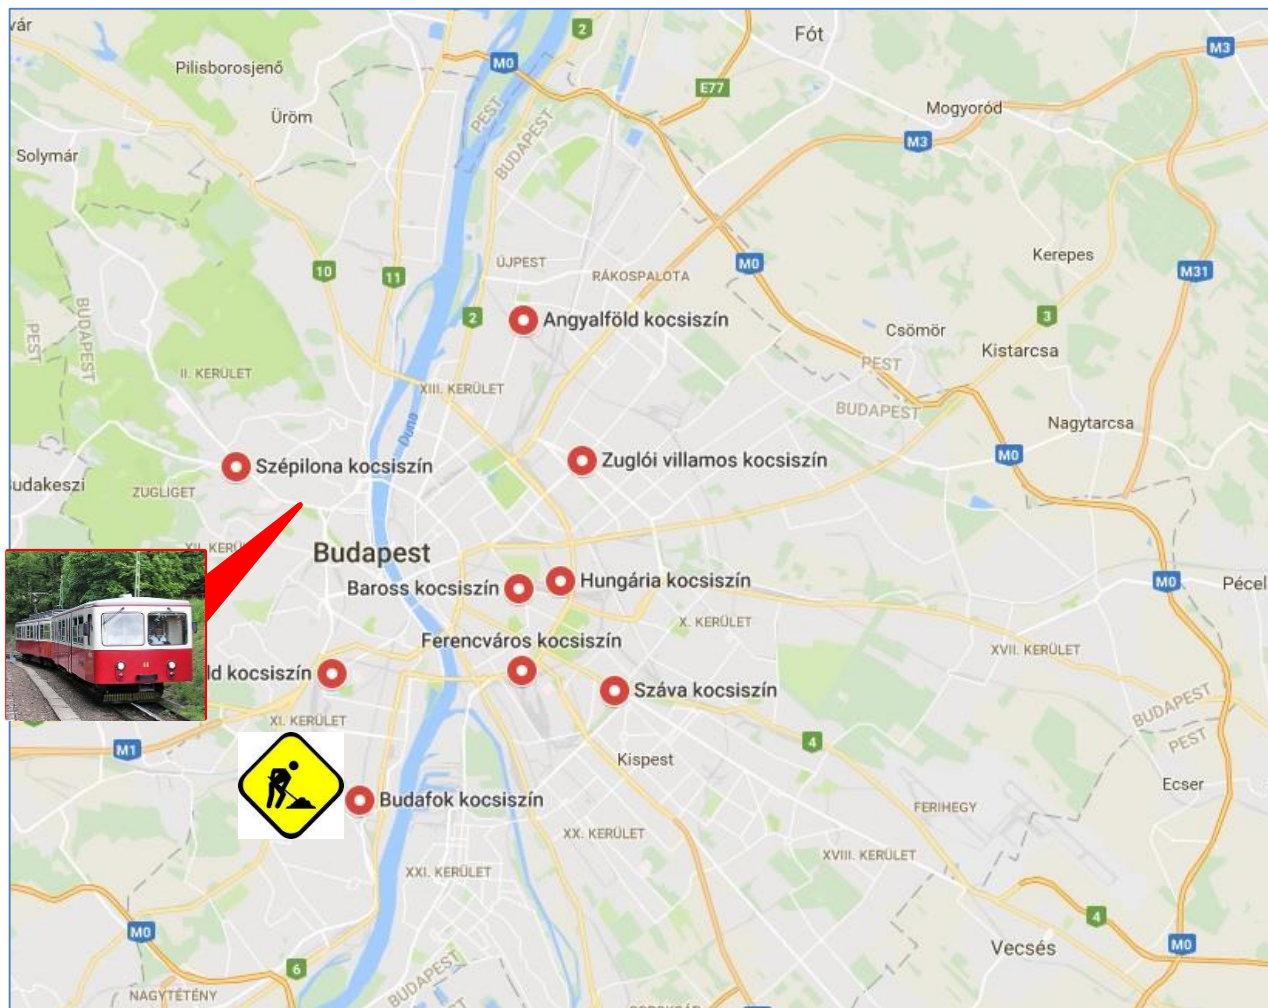 vár
2
Fót
M3
Pilisborosjenő
M0
E77
PEST
BUDAPEST
Mogyoród
Üröm
M3
Solymár
ÚJPEST
RÁKOSPALOTA
M0
Kerepes
M31
10
11
2
3
Angyalföld kocsiszín
Csömör
BUDAPEST
PEST
Kistarcsa
PEST
II. KERÜLET
XIII. KERÜLET
BUDAPEST
Duna
Nagytarcsa
M0
Szépilona kocsiszín
Zuglói villamos kocsiszín
udakeszi
ZUGLIGET
XII. KERÜ
Budapest
Baross kocsiszín
Hungária kocsiszín
M0
Pécel
X. KERÜLET
Ferencváros kocsiszín
XVII. KERÜLET
ld kocsiszín
Száva kocsiszín
BUDAPEST
PEST
XI. KERÜLET
M1
4
Kispest
Ecser
Budafok kocsiszín
FERIHEGY
XX. KERÜLET
XVIII. KERÜLET
XXI. KERÜLET
4
M0
M0
Vecsés
6
BUDAPEST
NAGYTÉTÉNY